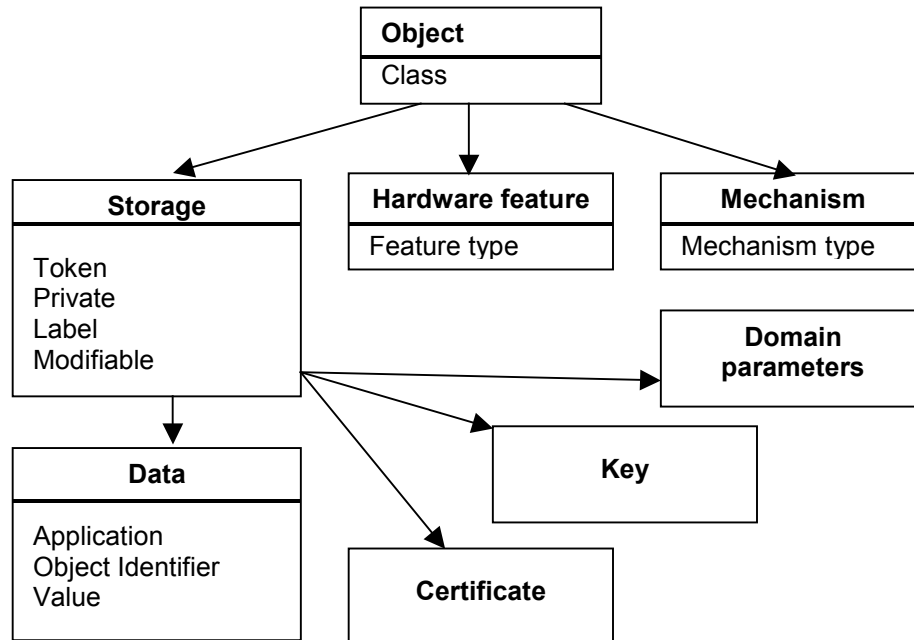 Object
Class
Storage
Token
Private
Label
Modifiable
Hardware feature
Feature type
Mechanism
Mechanism type
Domain
parameters
Key
Data
Application
Object Identifier
Value
Certificate